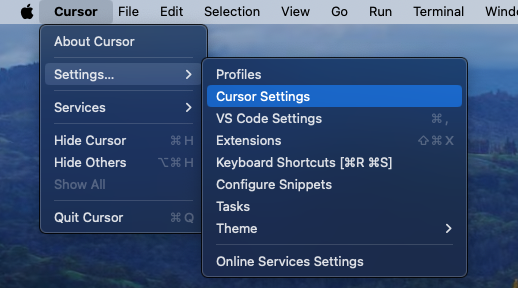 Cursor File Edit Selection View Go Run Terminal
About Cursor
Settings...
Services
Hide Cursor ⌘H
Hide Others ⌥⌘H
Show All
Quit Cursor ⌘Q
Profiles
Cursor Settings
VS Code Settings ⌘,
Extensions ⇧⌘X
Keyboard Shortcuts [⌘R ⌘S]
Configure Snippets
Tasks
Theme
Online Services Settings